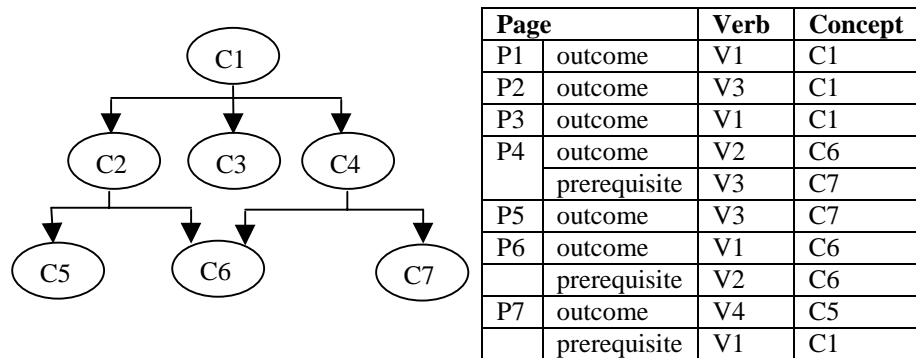 C1
C2 C3 C4
C5 C6 C7
Page Verb Concept
P1 outcome V1 C1
P2 outcome V3 C1
P3 outcome V1 C1
P4 outcome V2 C6
prerequisite V3 C7
P5 outcome V3 C7
P6 outcome V1 C6
prerequisite V2 C6
P7 outcome V4 C5
prerequisite V1 C1